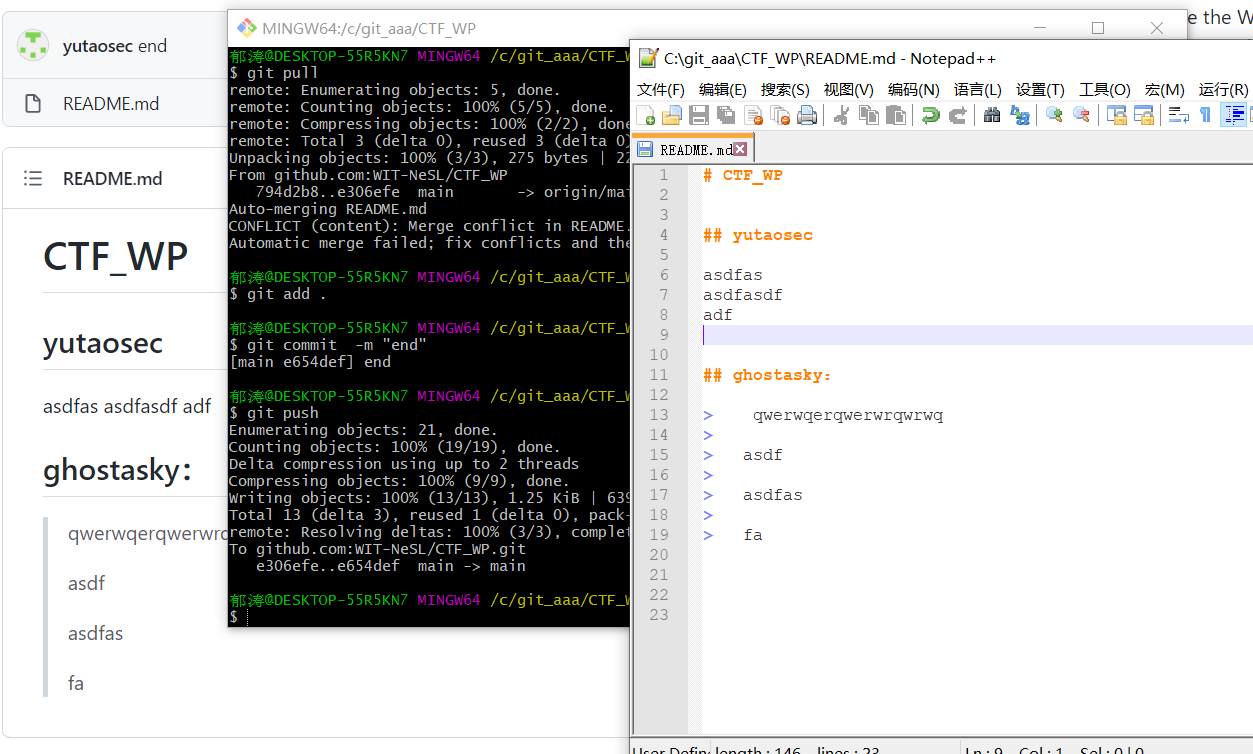 yutaosec end
README.md
README.md
CTF_WP
yutaosec
asdfas asdfasdf adf
ghostasky：
qwerwqerqwerwrq
asdf
asdfas
fa
e the W
MINGW64:/c/git_aaa/CTF_WP
郁涛@DESKTOP-55R5KN7 MINGW64 /c/git_aaa/CTF_W
$ git pull
remote: Enumerating objects: 5, done.
remote: Counting objects: 100% (5/5), done.
remote: Compressing objects: 100% (2/2), done
remote: Total 3 (delta 0), reused 3 (delta 0)
Unpacking objects: 100% (3/3), 275 bytes | 22
From github.com:WIT-NeSL/CTF_WP
794d2b8..e306efe main -> origin/mai
Auto-merging README.md
CONFLICT (content): Merge conflict in README.
Automatic merge failed; fix conflicts and the
郁涛@DESKTOP-55R5KN7 MINGW64 /c/git_aaa/CTF_W
$ git add .
郁涛@DESKTOP-55R5KN7 MINGW64 /c/git_aaa/CTF_W
$ git commit -m "end"
[main e654def] end
郁涛@DESKTOP-55R5KN7 MINGW64 /c/git_aaa/CTF_W
$ git push
Enumerating objects: 21, done.
Counting objects: 100% (19/19), done.
Delta compression using up to 2 threads
Compressing objects: 100% (9/9), done.
Writing objects: 100% (13/13), 1.25 KiB | 639
Total 13 (delta 3), reused 1 (delta 0), pack-
remote: Resolving deltas: 100% (3/3), complet
To github.com:WIT-NeSL/CTF_WP.git
e306efe..e654def main -> main
郁涛@DESKTOP-55R5KN7 MINGW64 /c/git_aaa/CTF_W
$
C:\git_aaa\CTF_WP\README.md - Notepad++
文件(F) 编辑(E) 搜索(S) 视图(V) 编码(N) 语言(L) 设置(T) 工具(O) 宏(M) 运行(R)
README.md
1 # CTF_WP
2
3
4 ## yutaosec
5
6 asdfas
7 asdfasdf
8 adf
9
10
11 ## ghostasky：
12
13 > qwerwqerqwerwrqwrwq
14 >
15 > asdf
16 >
17 > asdfas
18 >
19 > fa
20
21
22
23
User Define length : 146 lines : 23 Ln : 9 Col : 1 Sel : 0 | 0